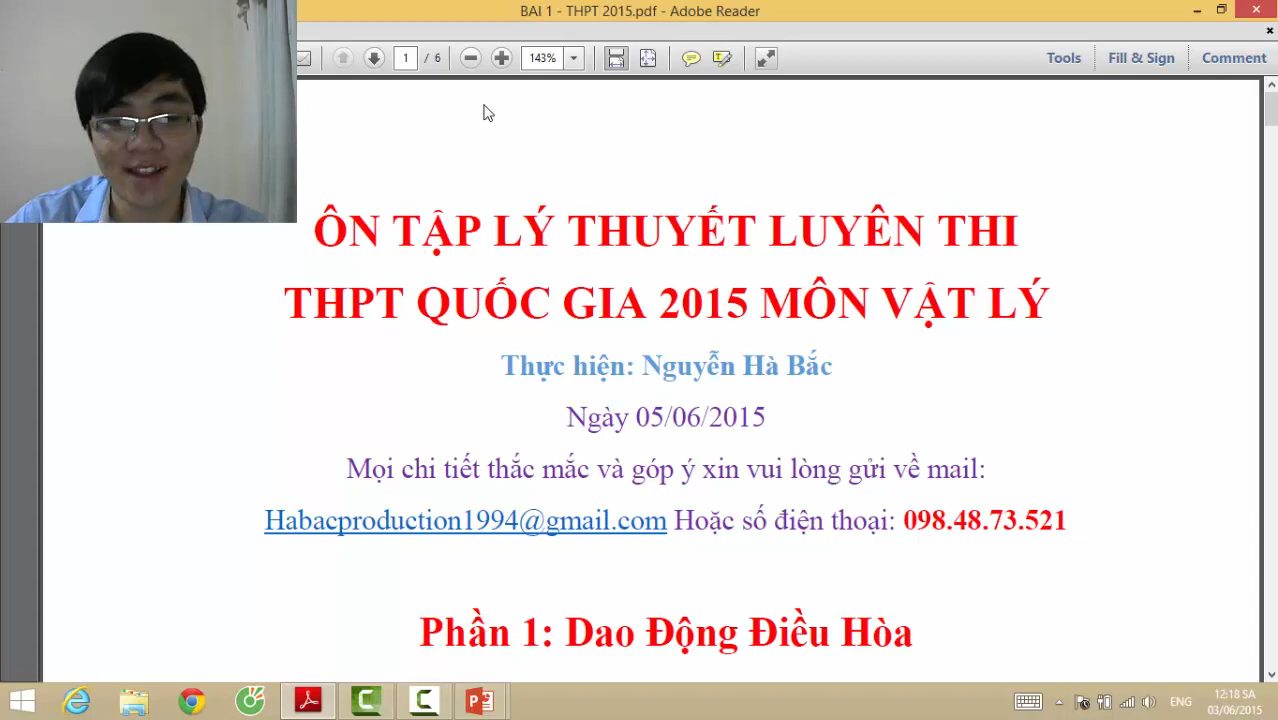 BAI 1 - THPT 2015.pdf - Adobe Reader
1 / 6 143% Tools Fill & Sign Comment
ÔN TẬP LÝ THUYẾT LUYÊN THI
THPT QUỐC GIA 2015 MÔN VẬT LÝ
Thực hiện: Nguyễn Hà Bắc
Ngày 05/06/2015
Mọi chi tiết thắc mắc và góp ý xin vui lòng gửi về mail:
Habacproduction1994@gmail.com Hoặc số điện thoại: 098.48.73.521
Phần 1: Dao Động Điều Hòa
ENG 12:18 SA
03/06/2015